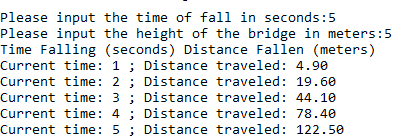 Please input the time of fall in seconds:5
Please input the height of the bridge in meters:5
Time Falling (seconds) Distance Fallen (meters)
Current time: 1 ; Distance traveled: 4.90
Current time: 2 ; Distance traveled: 19.60
Current time: 3 ; Distance traveled: 44.10
Current time: 4 ; Distance traveled: 78.40
Current time: 5 ; Distance traveled: 122.50